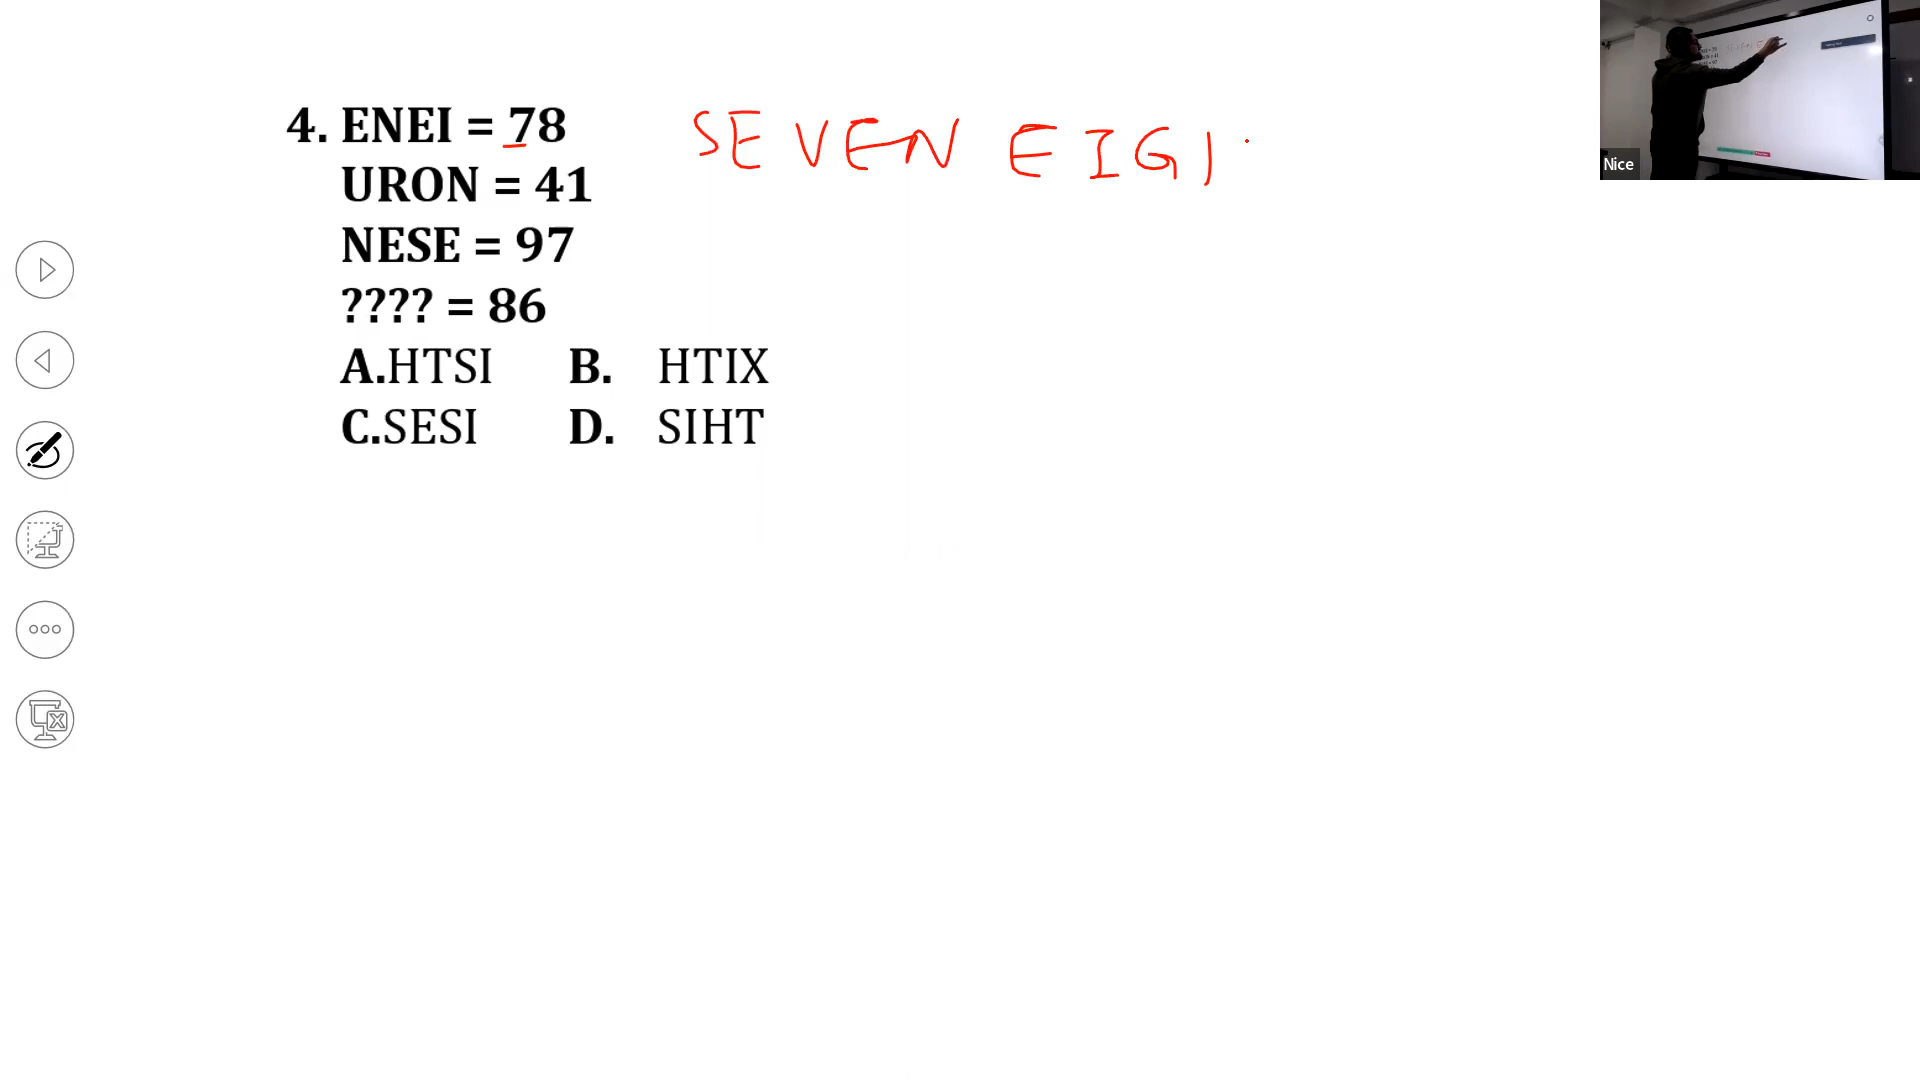 4. ENEI = 78 SEVEN EIGI
URON = 41
NESE = 97
???? = 86
A.HTSI B. HTIX
C.SESI D. SIHT
Nice